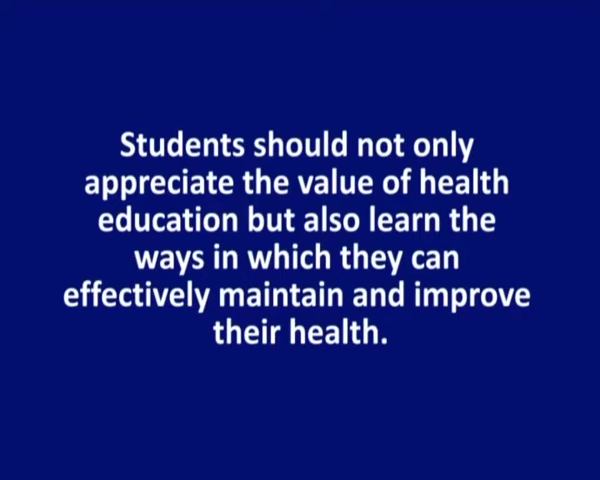 Students should not only
appreciate the value of health
education but also learn the
ways in which they can
effectively maintain and improve
their health.